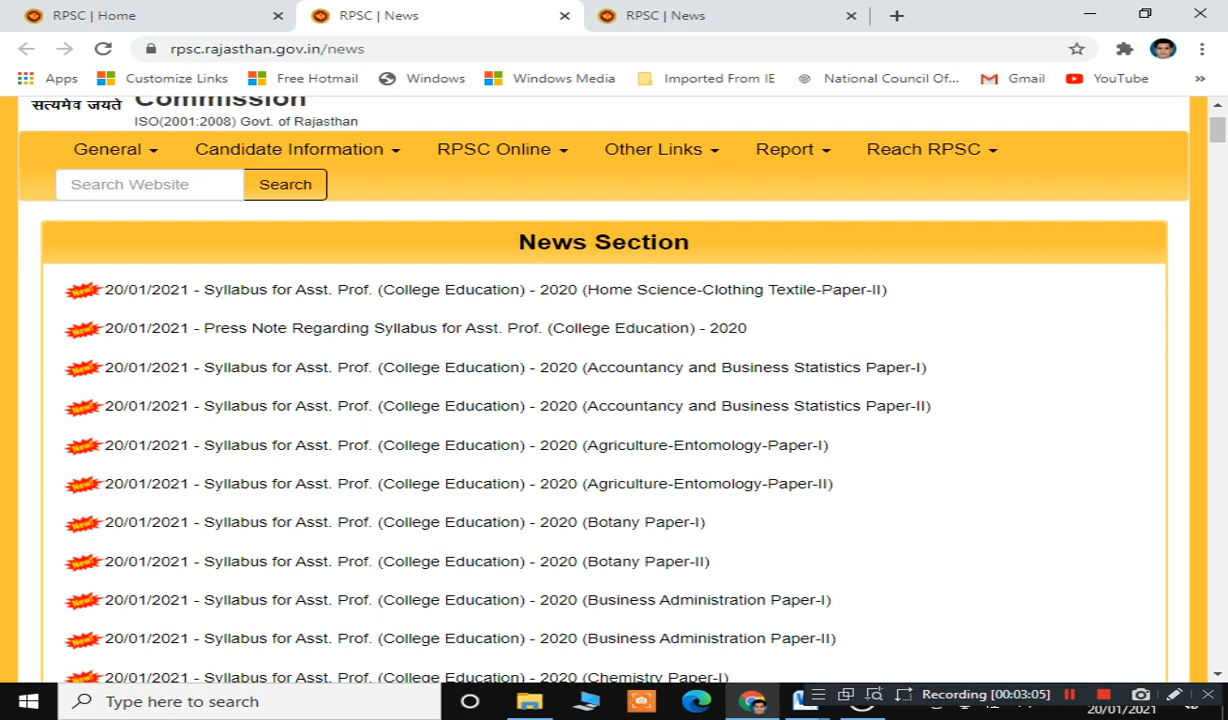 RPSC | Home
RPSC | News
RPSC | News
rpsc.rajasthan.gov.in/news
Apps
Customize Links
Free Hotmail
Windows
Windows Media
Imported From IE
National Council Of...
Gmail
YouTube
»
सत्यमेव जयते
Commission
ISO(2001:2008) Govt. of Rajasthan
General
Candidate Information
RPSC Online
Other Links
Report
Reach RPSC
Search Website
Search
News Section
New! 20/01/2021 - Syllabus for Asst. Prof. (College Education) - 2020 (Home Science-Clothing Textile-Paper-II)
New! 20/01/2021 - Press Note Regarding Syllabus for Asst. Prof. (College Education) - 2020
New! 20/01/2021 - Syllabus for Asst. Prof. (College Education) - 2020 (Accountancy and Business Statistics Paper-I)
New! 20/01/2021 - Syllabus for Asst. Prof. (College Education) - 2020 (Accountancy and Business Statistics Paper-II)
New! 20/01/2021 - Syllabus for Asst. Prof. (College Education) - 2020 (Agriculture-Entomology-Paper-I)
New! 20/01/2021 - Syllabus for Asst. Prof. (College Education) - 2020 (Agriculture-Entomology-Paper-II)
New! 20/01/2021 - Syllabus for Asst. Prof. (College Education) - 2020 (Botany Paper-I)
New! 20/01/2021 - Syllabus for Asst. Prof. (College Education) - 2020 (Botany Paper-II)
New! 20/01/2021 - Syllabus for Asst. Prof. (College Education) - 2020 (Business Administration Paper-I)
New! 20/01/2021 - Syllabus for Asst. Prof. (College Education) - 2020 (Business Administration Paper-II)
New! 20/01/2021 - Syllabus for Asst. Prof. (College Education) - 2020 (Chemistry Paper-I)
Type here to search
Recording [00:03:05]
20/01/2021